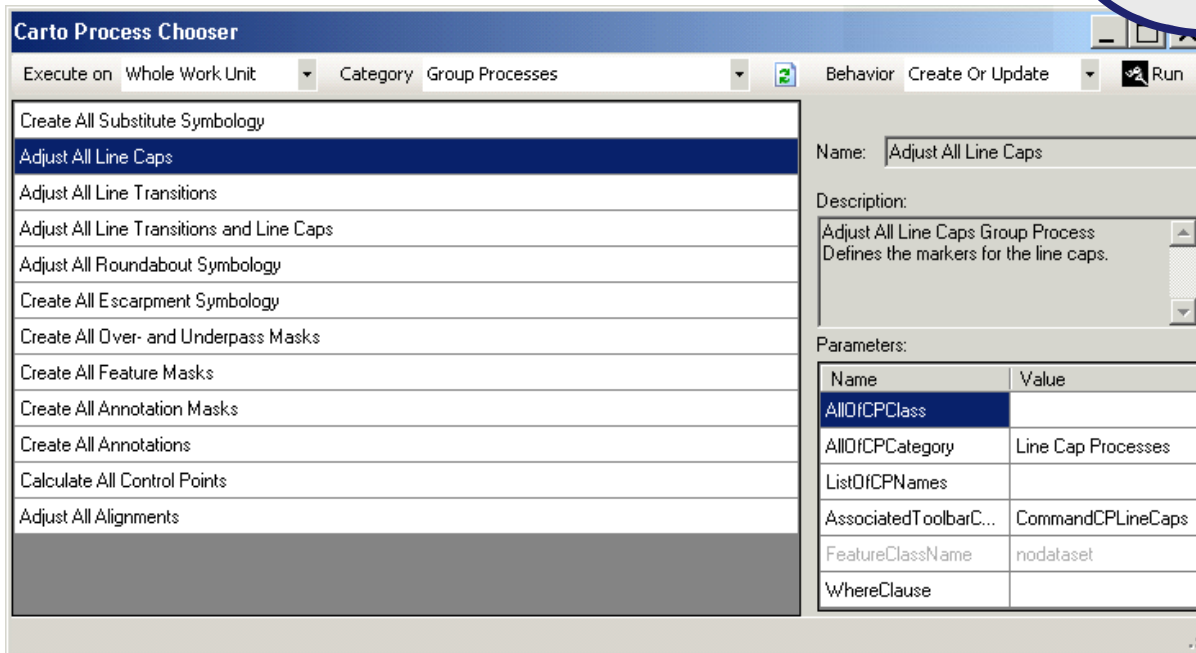 Carto Process Chooser
Execute on Whole Work Unit Category Group Processes Behavior Create Or Update Run
Create All Substitute Symbology
Adjust All Line Caps
Adjust All Line Transitions
Adjust All Line Transitions and Line Caps
Adjust All Roundabout Symbology
Create All Escarpment Symbology
Create All Over- and Underpass Masks
Create All Feature Masks
Create All Annotation Masks
Create All Annotations
Calculate All Control Points
Adjust All Alignments
Name: Adjust All Line Caps
Description:
Adjust All Line Caps Group Process
Defines the markers for the line caps.
Parameters:
Name Value
AllOfCPClass
AllOfCPCategory Line Cap Processes
ListOfCPNames
AssociatedToolbarC... CommandCPLineCaps
FeatureClassName nodataset
WhereClause